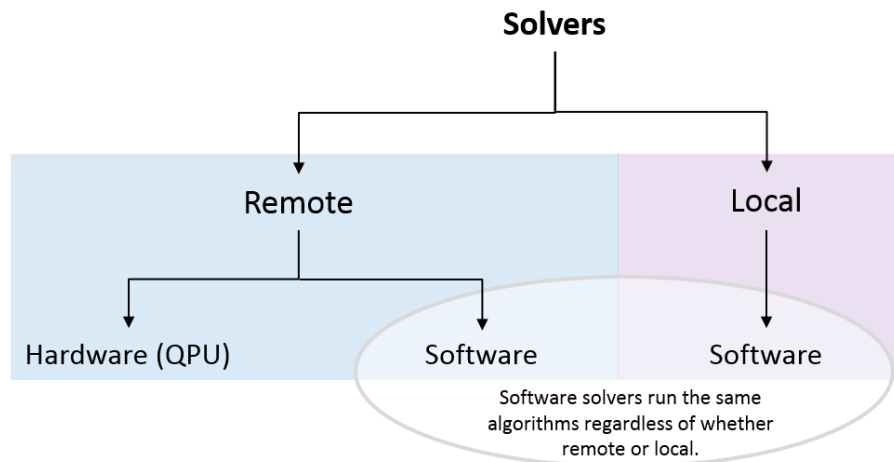 Solvers
Remote
Local
Hardware (QPU)
Software
Software
Software solvers run the same
algorithms regardless of whether
remote or local.